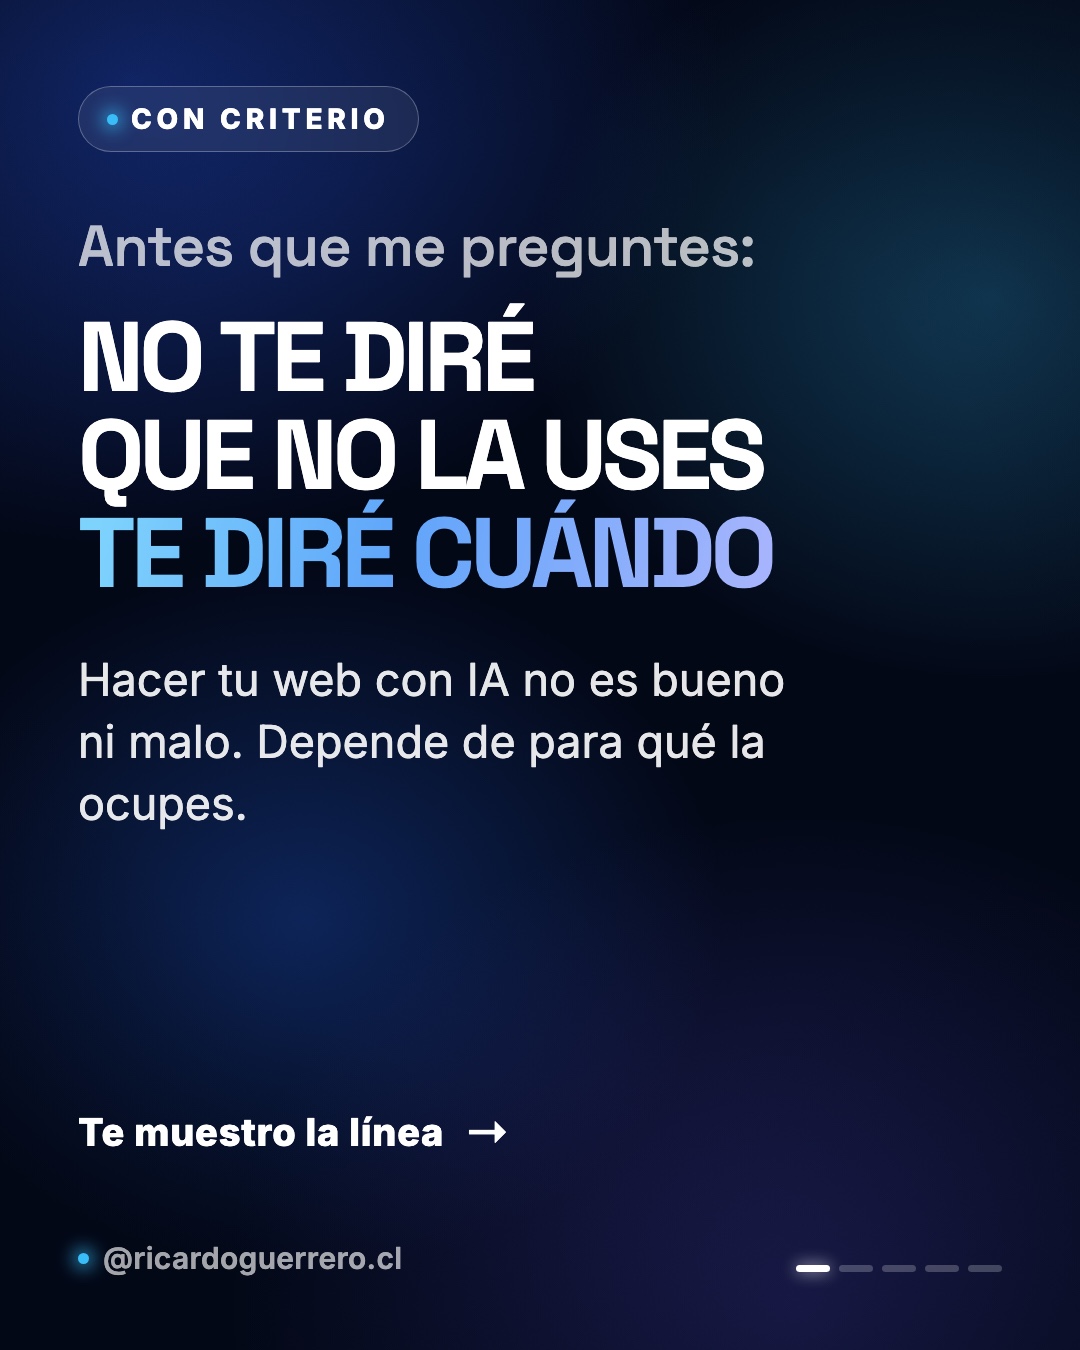 CON CRITERIO
Antes que me preguntes:
NO TE DIRÉ
QUE NO LA USES
TE DIRÉ CUÁNDO
Hacer tu web con IA no es bueno
ni malo. Depende de para qué la
ocupes.
Te muestro la línea →
@ricardoguerrero.cl